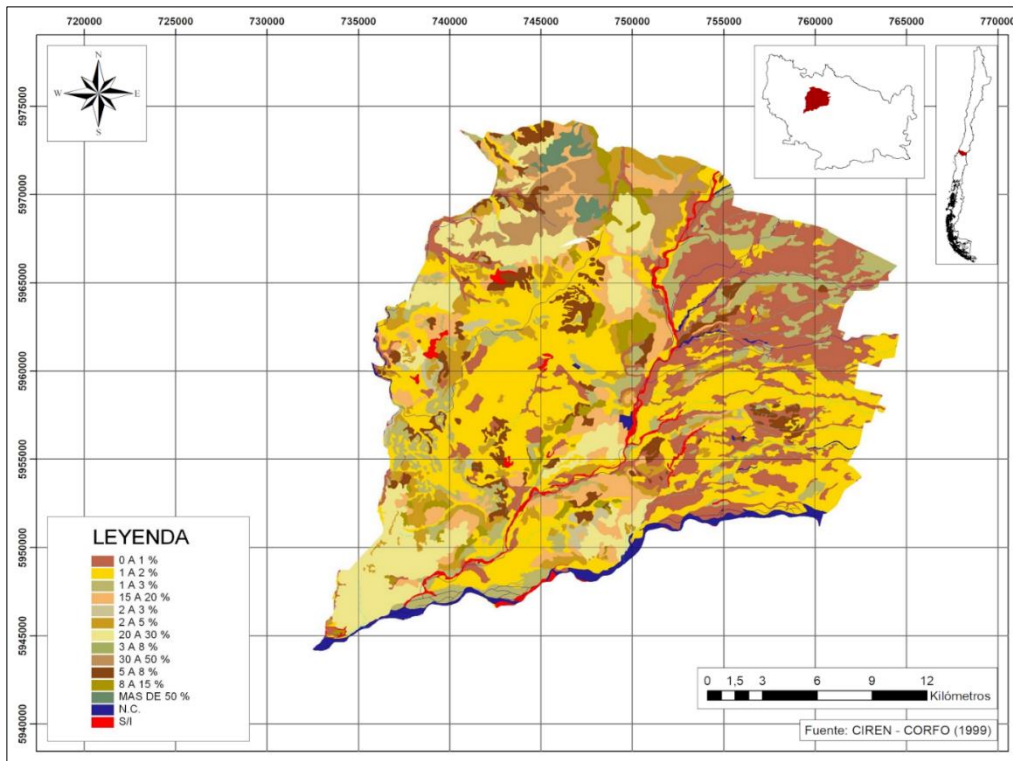 720000 725000 730000 735000 740000 745000 750000 755000 760000 765000 770000
N
W E
S
5975000
5970000
5965000
5960000
5955000
5950000
5945000
5940000
LEYENDA
0 A 1 %
1 A 2 %
1 A 3 %
15 A 20 %
2 A 3 %
2 A 5 %
20 A 30 %
3 A 8 %
30 A 50 %
5 A 8 %
8 A 15 %
MAS DE 50 %
N.C.
S/I
0 1,5 3 6 9 12
Kilómetros
Fuente: CIREN - CORFO (1999)